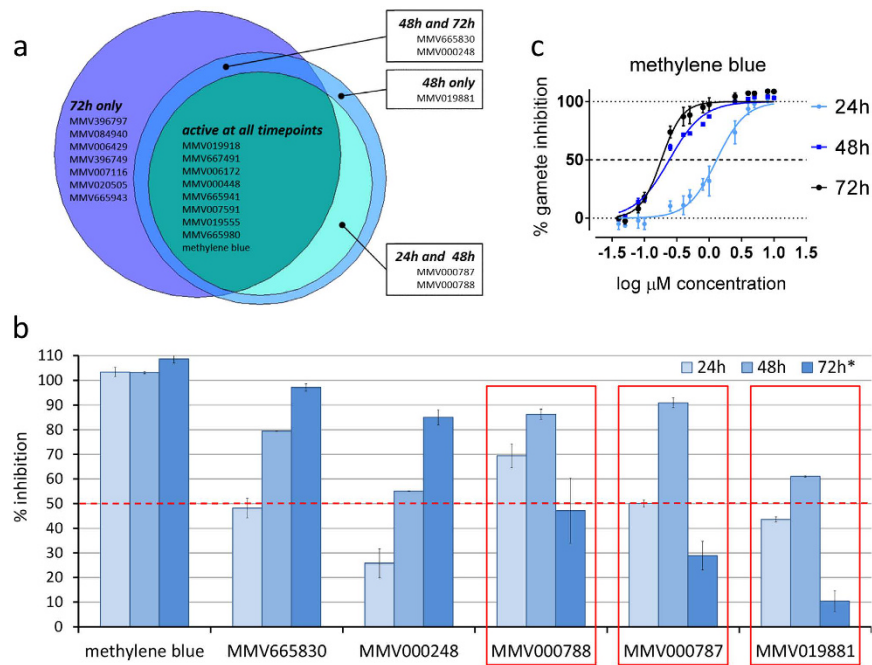 a
72h only
MMV396797
MMV084940
MMV006429
MMV396749
MMV007116
MMV020505
MMV665943
active at all timepoints
MMV019918
MMV667491
MMV006172
MMV000448
MMV665941
MMV007591
MMV019555
MMV665980
methylene blue
48h and 72h
MMV665830
MMV000248
48h only
MMV019881
24h and 48h
MMV000787
MMV000788
c
methylene blue
% gamete inhibition
100
50
0
-1.5 -1.0 -0.5 0.0 0.5 1.0 1.5
log µM concentration
24h
48h
72h
b
% inhibition
110
100
90
80
70
60
50
40
30
20
10
0
24h 48h 72h*
methylene blue MMV665830 MMV000248 MMV000788 MMV000787 MMV019881